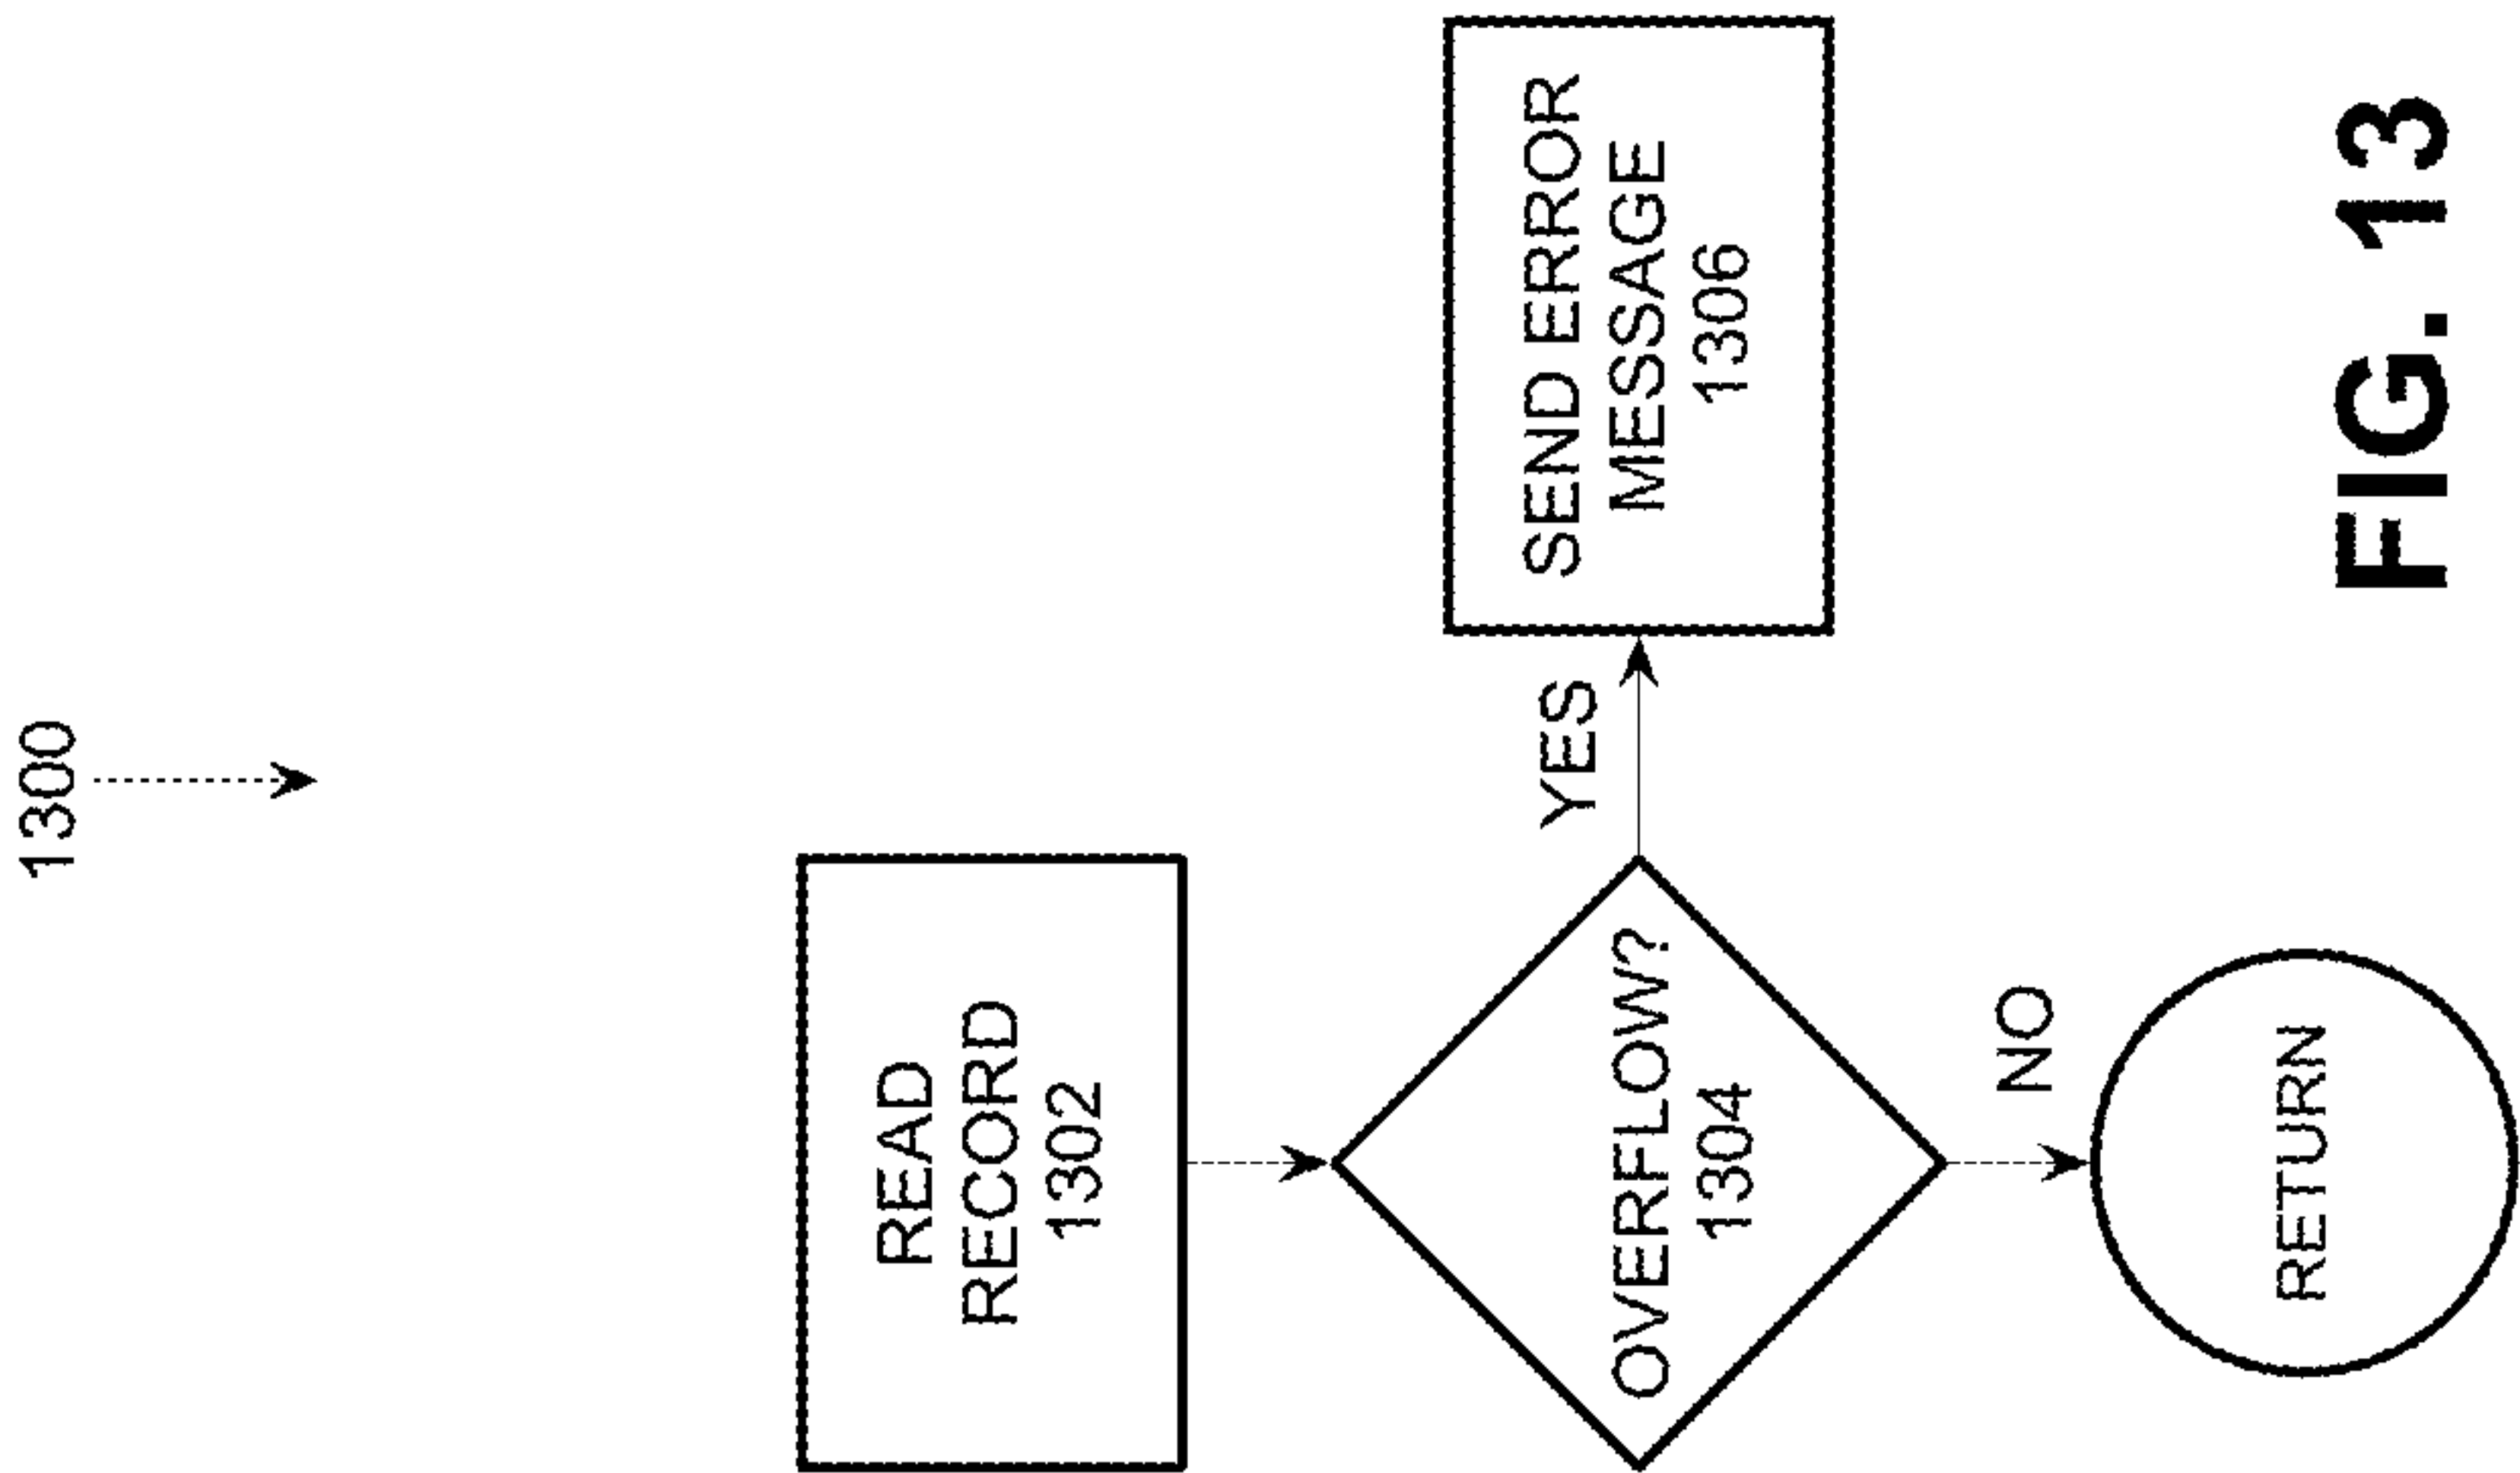 1300
READ
RECORD
1302
OVERFLOW?
1304
YES
SEND ERROR
MESSAGE
1306
NO
RETURN
FIG. 13